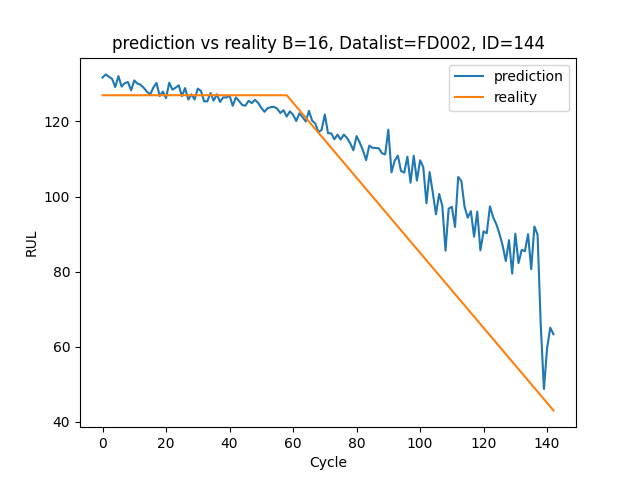 prediction vs reality B=16, Datalist=FD002, ID=144
prediction
reality
RUL
120
100
80
60
40
0 20 40 60 80 100 120 140
Cycle